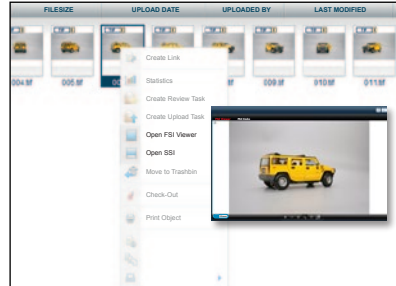 FILESIZE UPLOAD DATE UPLOADED BY LAST MODIFIED
004.tif 005.tif 009.tif 010.tif 011.tif
Create Link
Statistics
Create Review Task
Create Upload Task
Open FSI Viewer
Open SSI
Move to Trashbin
Check-Out
Print Object